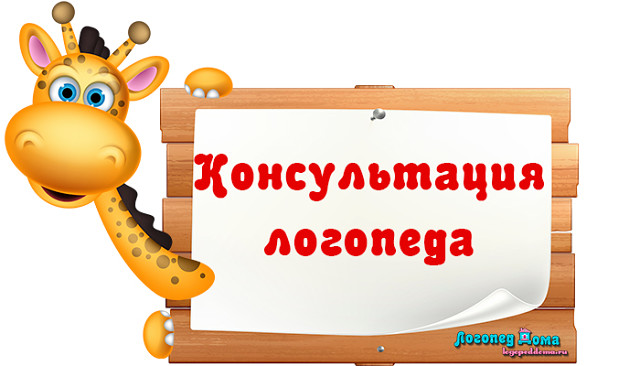 Консультация
логопеда
Логопед Дома
logopeddoma.ru